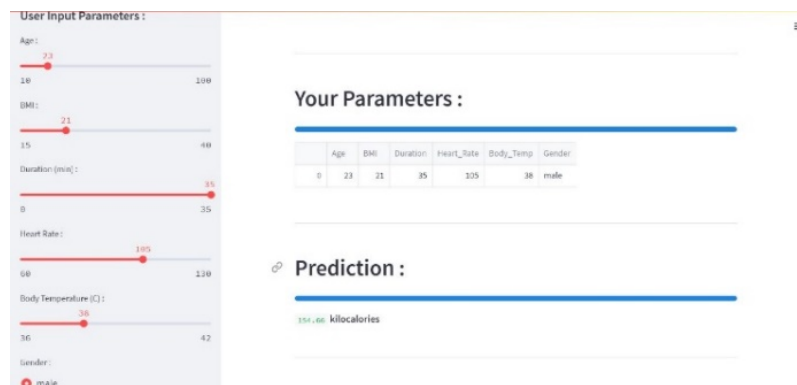 User Input Parameters :
Age :
23
10 100
BMI :
21
15 40
Duration (min) :
35
0 35
Heart Rate :
105
60 130
Body Temperature (C) :
38
36 42
Gender :
male
Your Parameters :
Age BMI Duration Heart_Rate Body_Temp Gender
0 23 21 35 105 38 male
Prediction :
154.66 kilocalories